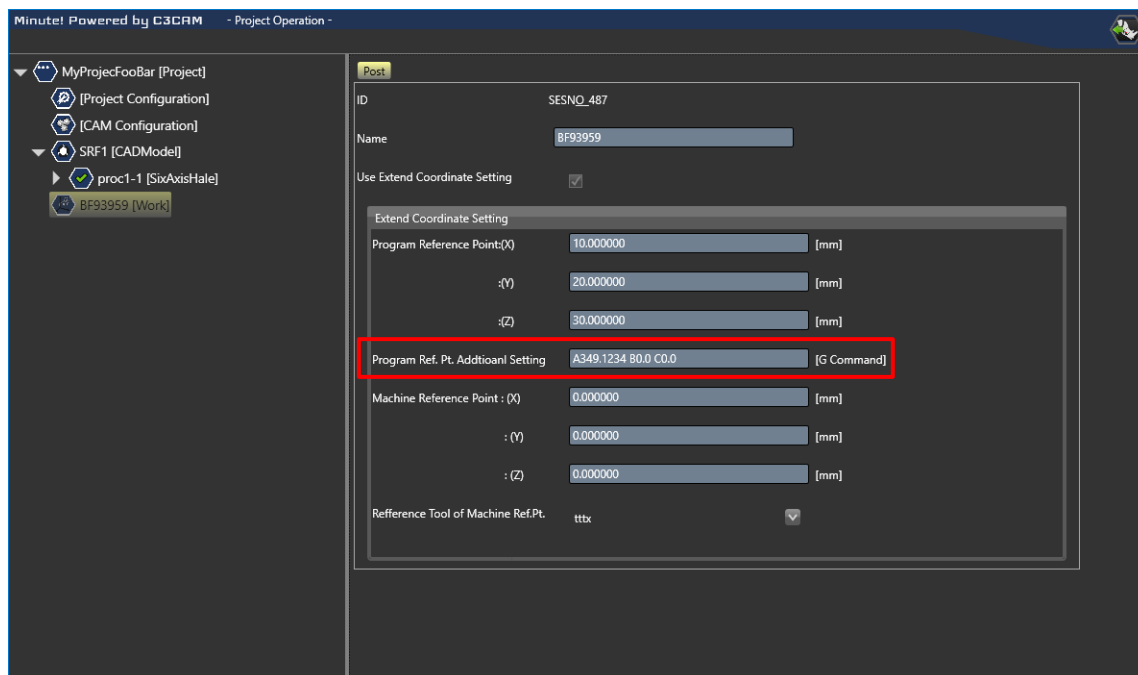 Minute! Powered by C3CAM - Project Operation -
MyProjecFooBar [Project]
[Project Configuration]
[CAM Configuration]
SRF1 [CADModel]
proc1-1 [SixAxisHale]
BF93959 [Work]
Post
ID SESNO_487
Name BF93959
Use Extend Coordinate Setting
Extend Coordinate Setting
Program Reference Point:(X) 10.000000 [mm]
:(Y) 20.000000 [mm]
:(Z) 30.000000 [mm]
Program Ref. Pt. Addtioanl Setting A349.1234 B0.0 C0.0 [G Command]
Machine Reference Point : (X) 0.000000 [mm]
: (Y) 0.000000 [mm]
: (Z) 0.000000 [mm]
Refference Tool of Machine Ref.Pt. tttx